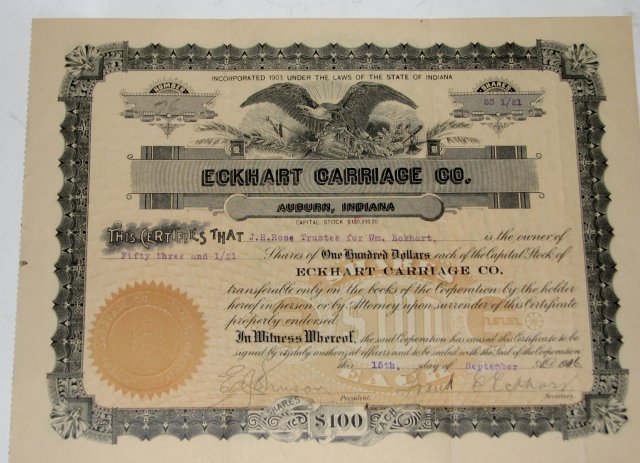 INCORPORATED 1903 UNDER THE LAWS OF THE STATE OF INDIANA
NUMBER
26
SHARES
53 1/21
ECKHART CARRIAGE CO.
AUBURN, INDIANA
CAPITAL STOCK $100,000.00
THIS CERTIFIES THAT J.H.Rose Trustee for Wm. Eckhart, is the owner of
Fifty three and 1/21 Shares of One Hundred Dollars each of the Capital Stock of
ECKHART CARRIAGE CO.
transferable only on the books of the Corporation by the holder
hereof in person or by Attorney upon surrender of this Certificate
properly endorsed.
In Witness Whereof, the said Corporation has caused this Certificate to be
signed by its duly authorized officers and to be sealed with the Seal of the Corporation
this 15th, day of September A.D.
Eckhart
President
Secretary
SHARES $100 EACH